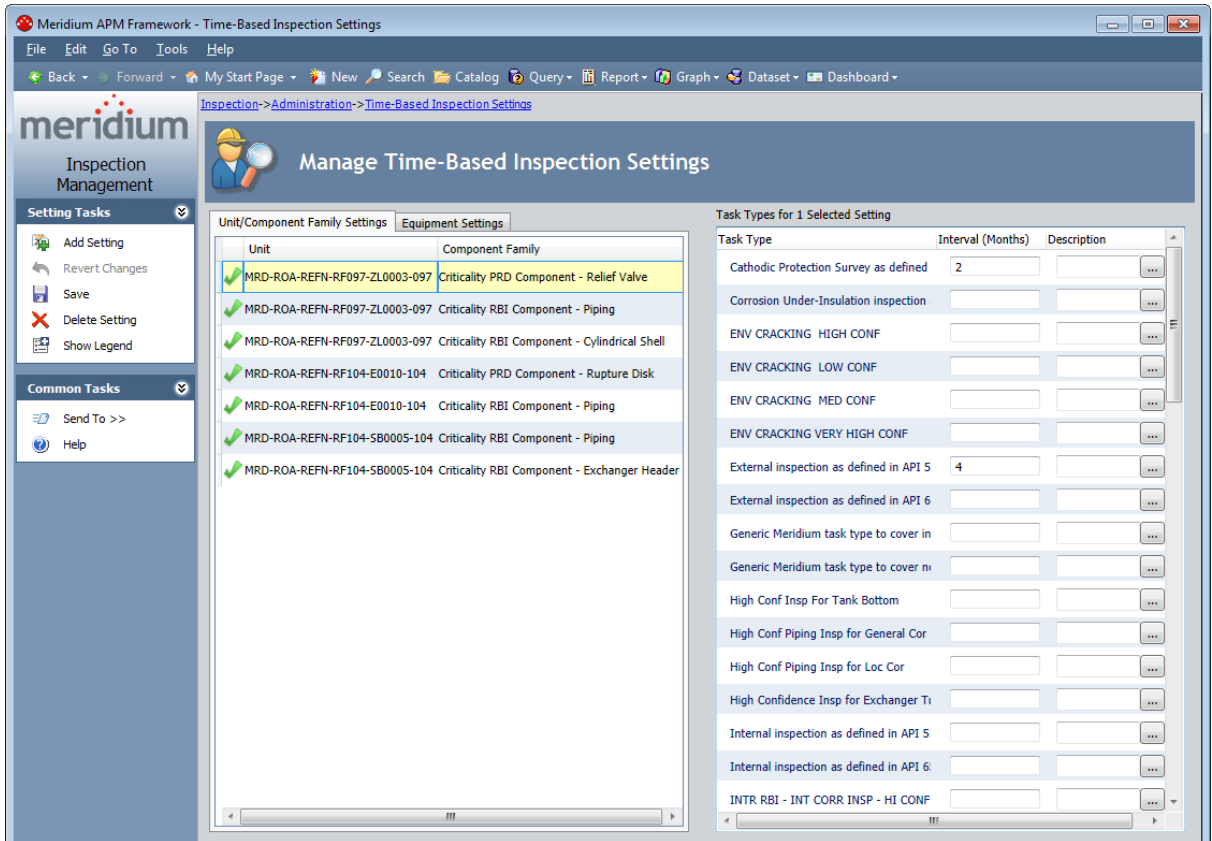 Meridium APM Framework - Time-Based Inspection Settings
File Edit Go To Tools Help
Back Forward My Start Page New Search Catalog Query Report Graph Dataset Dashboard
Inspection->Administration->Time-Based Inspection Settings
meridium
Inspection
Management
Manage Time-Based Inspection Settings
Setting Tasks
Add Setting
Revert Changes
Save
Delete Setting
Show Legend
Common Tasks
Send To >>
Help
Unit/Component Family Settings Equipment Settings
Unit Component Family
MRD-ROA-REFN-RF097-ZL0003-097 Criticality PRD Component - Relief Valve
MRD-ROA-REFN-RF097-ZL0003-097 Criticality RBI Component - Piping
MRD-ROA-REFN-RF097-ZL0003-097 Criticality RBI Component - Cylindrical Shell
MRD-ROA-REFN-RF104-E0010-104 Criticality PRD Component - Rupture Disk
MRD-ROA-REFN-RF104-E0010-104 Criticality RBI Component - Piping
MRD-ROA-REFN-RF104-SB0005-104 Criticality RBI Component - Piping
MRD-ROA-REFN-RF104-SB0005-104 Criticality RBI Component - Exchanger Header
Task Types for 1 Selected Setting
Task Type Interval (Months) Description
Cathodic Protection Survey as defined 2 ...
Corrosion Under-Insulation inspection ...
ENV CRACKING HIGH CONF ...
ENV CRACKING LOW CONF ...
ENV CRACKING MED CONF ...
ENV CRACKING VERY HIGH CONF ...
External inspection as defined in API 5 4 ...
External inspection as defined in API 6 ...
Generic Meridium task type to cover in ...
Generic Meridium task type to cover n ...
High Conf Insp For Tank Bottom ...
High Conf Piping Insp for General Cor ...
High Conf Piping Insp for Loc Cor ...
High Confidence Insp for Exchanger Tu ...
Internal inspection as defined in API 5 ...
Internal inspection as defined in API 6 ...
INTR RBI - INT CORR INSP - HI CONF ...